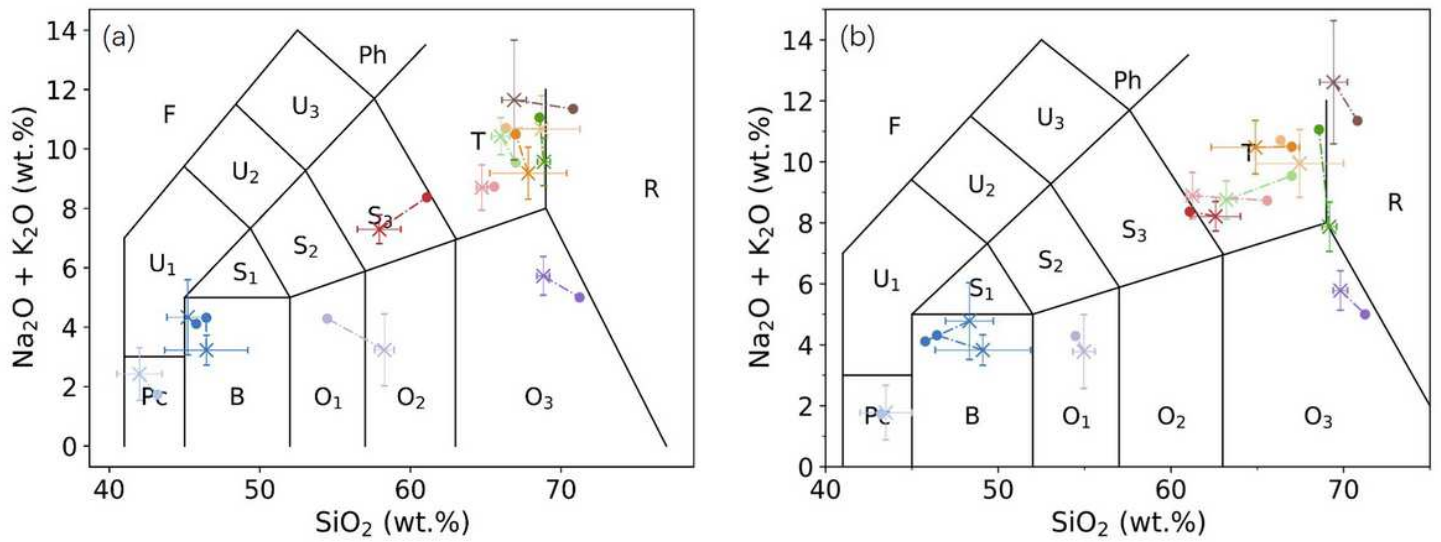 (a)
14
12
10
8
6
4
2
0
40
50
60
70
Na₂O + K₂O (wt.%)
SiO₂ (wt.%)
F
Ph
U₃
U₂
U₁
S₁
S₂
S₃
T
R
Pc
B
O₁
O₂
O₃
(b)
14
12
10
8
6
4
2
0
40
50
60
70
Na₂O + K₂O (wt.%)
SiO₂ (wt.%)
F
Ph
U₃
U₂
U₁
S₁
S₂
S₃
T
R
Pc
B
O₁
O₂
O₃